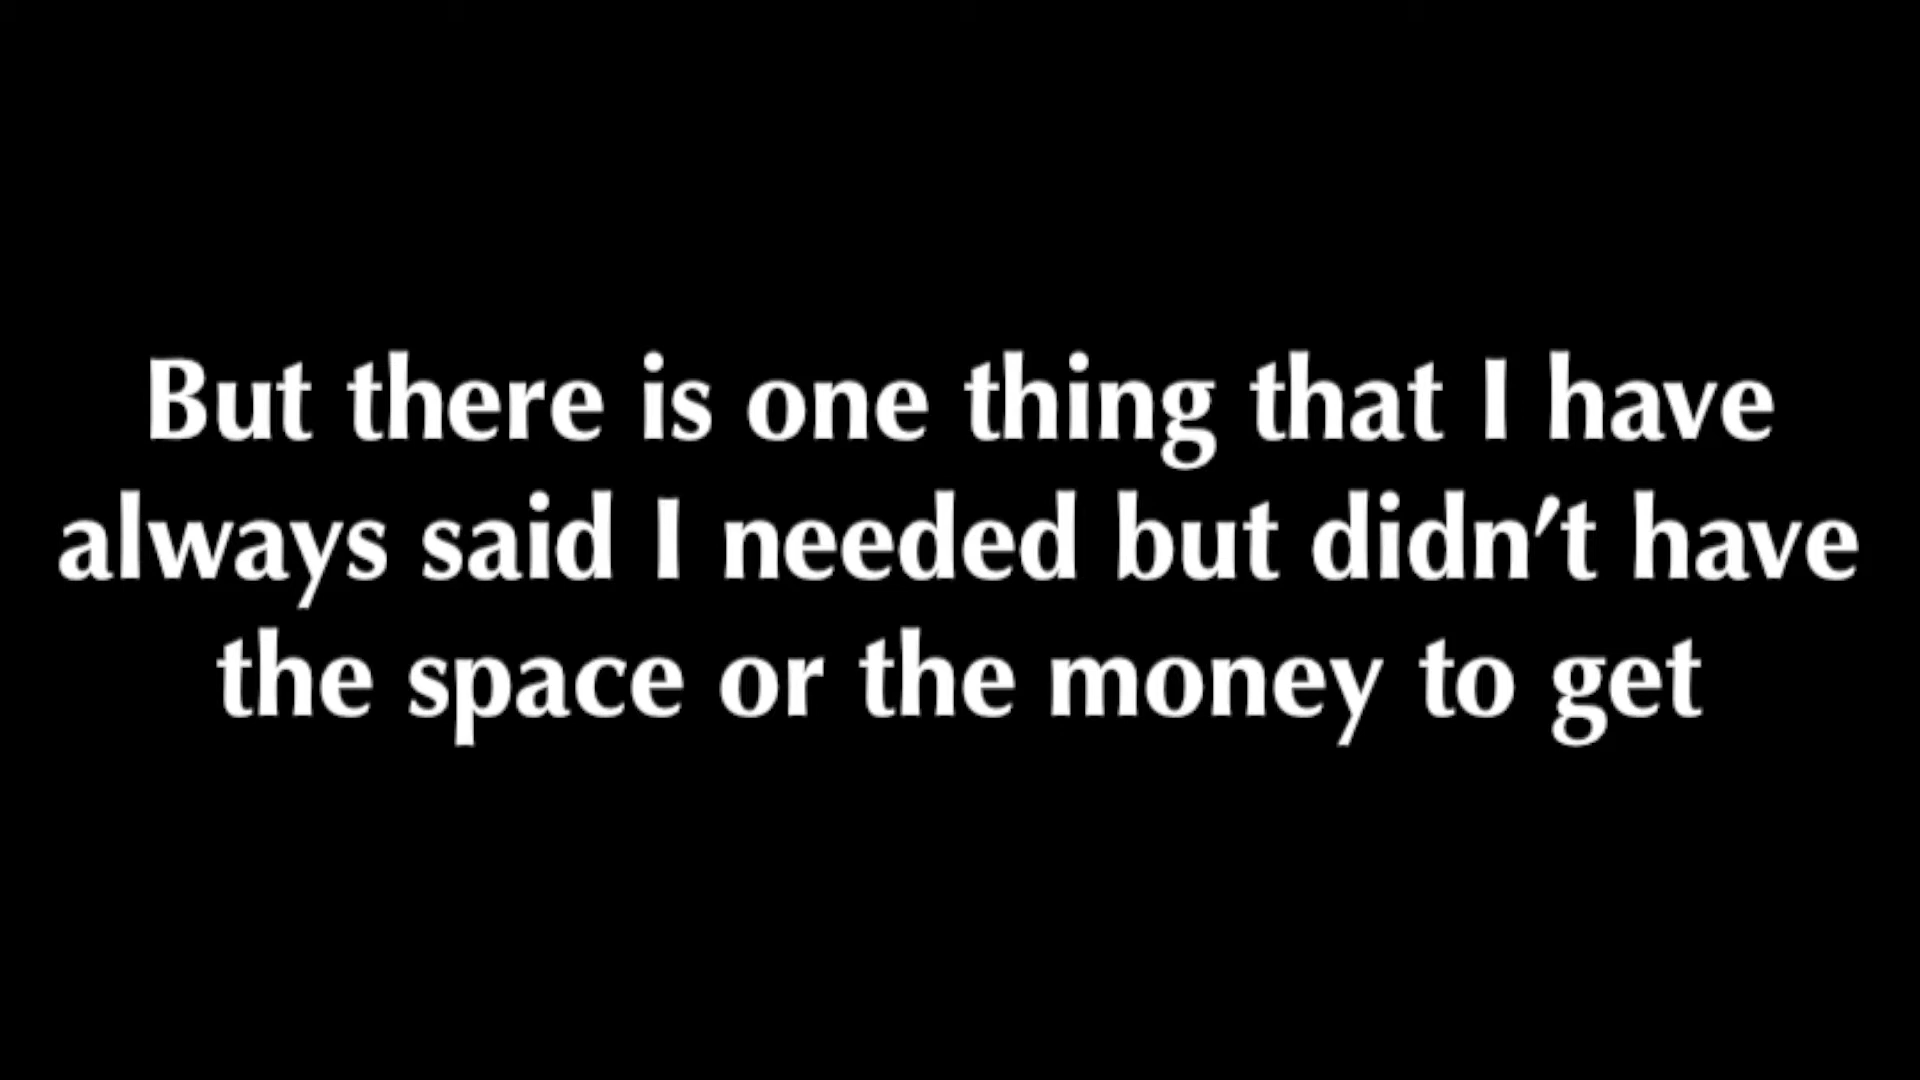 But there is one thing that I have
always said I needed but didn’t have
the space or the money to get